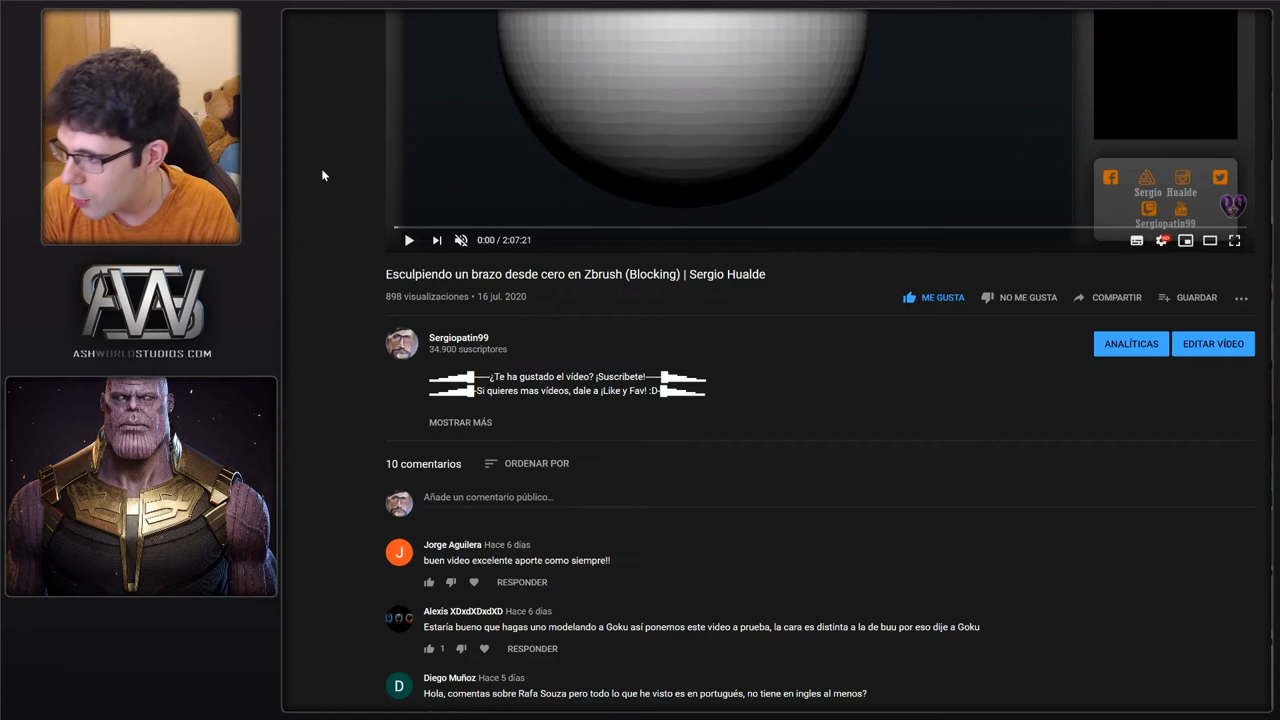 ASHWORLDSTUDIOS.COM
Sergio Hualde
Sergiopatin99
0:00 / 2:07:21
HD
Esculpiendo un brazo desde cero en Zbrush (Blocking) | Sergio Hualde
898 visualizaciones • 16 jul. 2020
ME GUSTA
NO ME GUSTA
COMPARTIR
GUARDAR
Sergiopatin99
34.900 suscriptores
ANALÍTICAS
EDITAR VÍDEO
▂▃▄▅▆▇█──¿Te ha gustado el vídeo? ¡Suscribete!──█▇▆▅▄▃▂
▂▃▄▅▆▇█-Si quieres mas vídeos, dale a ¡Like y Fav! :D-█▇▆▅▄▃▂
MOSTRAR MÁS
10 comentarios
ORDENAR POR
Añade un comentario público...
J
Jorge Aguilera Hace 6 días
buen video excelente aporte como siempre!!
RESPONDER
Alexis XDxdXDxdXD Hace 6 días
Estaría bueno que hagas uno modelando a Goku así ponemos este video a prueba, la cara es distinta a la de buu por eso dije a Goku
1
RESPONDER
D
Diego Muñoz Hace 5 días
Hola, comentas sobre Rafa Souza pero todo lo que he visto es en portugués, no tiene en ingles al menos?